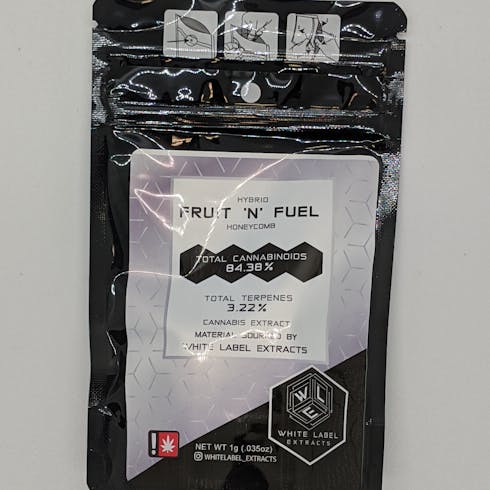 HYBRID
FRUIT 'N' FUEL
HONEYCOMB
TOTAL CANNABINOIDS
84.38%
TOTAL TERPENES
3.22%
CANNABIS EXTRACT
MATERIAL SOURCED BY
WHITE LABEL EXTRACTS
WLE
WHITE LABEL
EXTRACTS
!
NET WT 1g (.035oz)
WHITELABEL_EXTRACTS